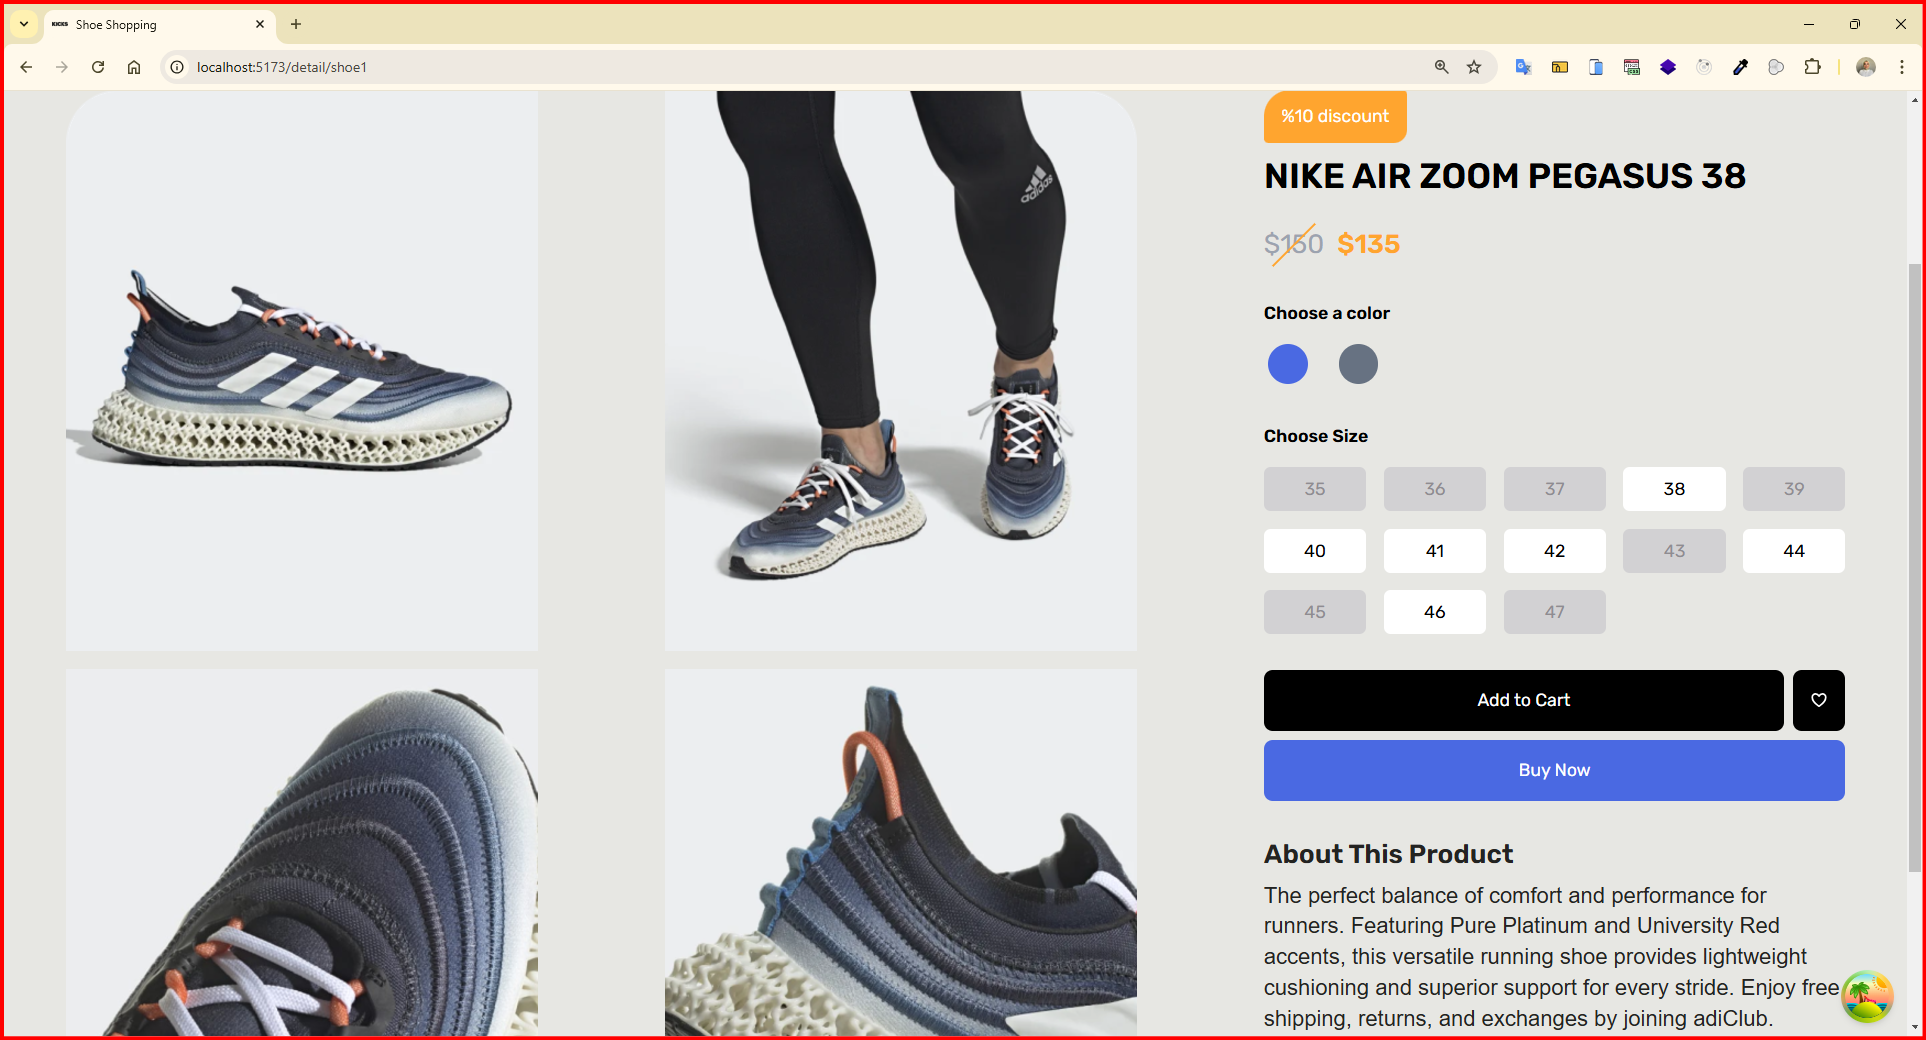 KICKS Shoe Shopping
localhost:5173/detail/shoe1
adidas
%10 discount
NIKE AIR ZOOM PEGASUS 38
$150 $135
Choose a color
Choose Size
35 36 37 38 39
40 41 42 43 44
45 46 47
Add to Cart
Buy Now
About This Product
The perfect balance of comfort and performance for
runners. Featuring Pure Platinum and University Red
accents, this versatile running shoe provides lightweight
cushioning and superior support for every stride. Enjoy free
shipping, returns, and exchanges by joining adiClub.